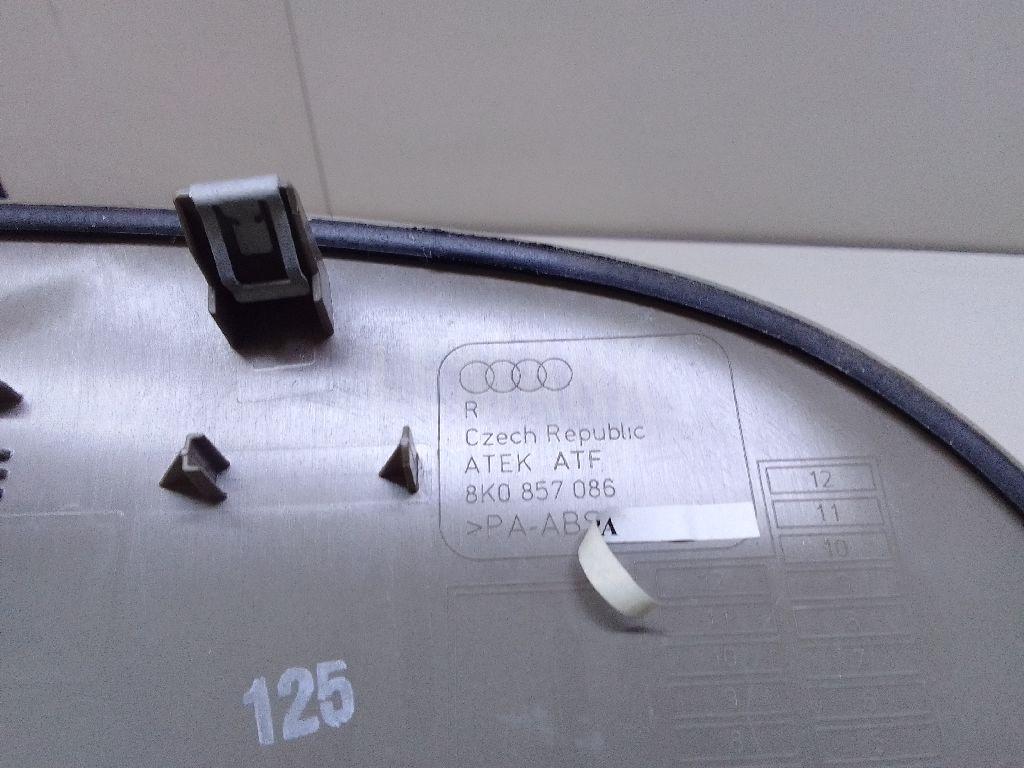 R
Czech Republic
ATEK ATF
8K0 857 086
>PA-ABS
A
12
11
10
125